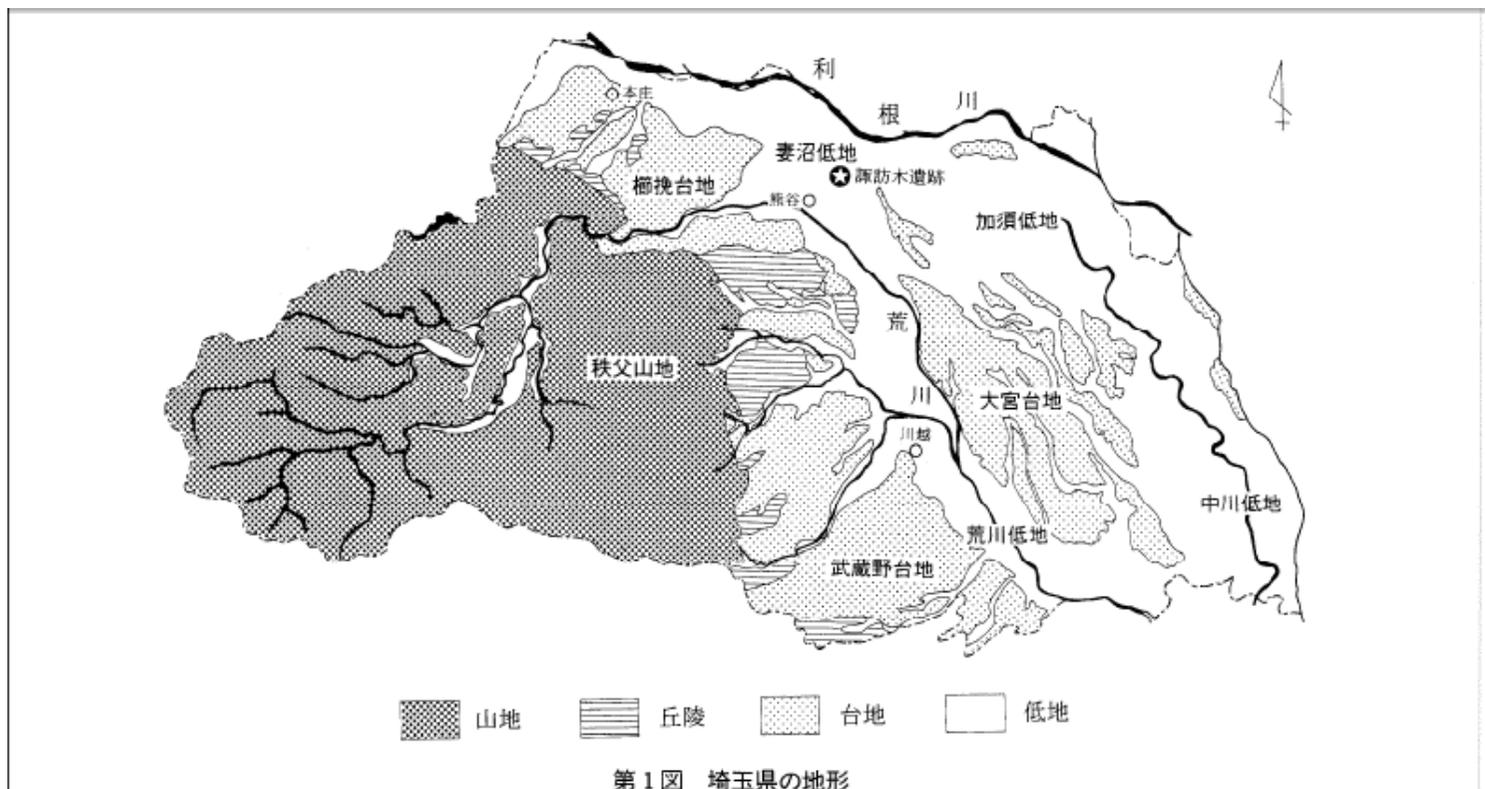 利根川
本庄
妻沼低地
諏訪木遺跡
櫛挽台地
熊谷
加須低地
荒川
秩父山地
大宮台地
川越
中川低地
荒川低地
武蔵野台地
山地
丘陵
台地
低地
第1図 埼玉県の地形